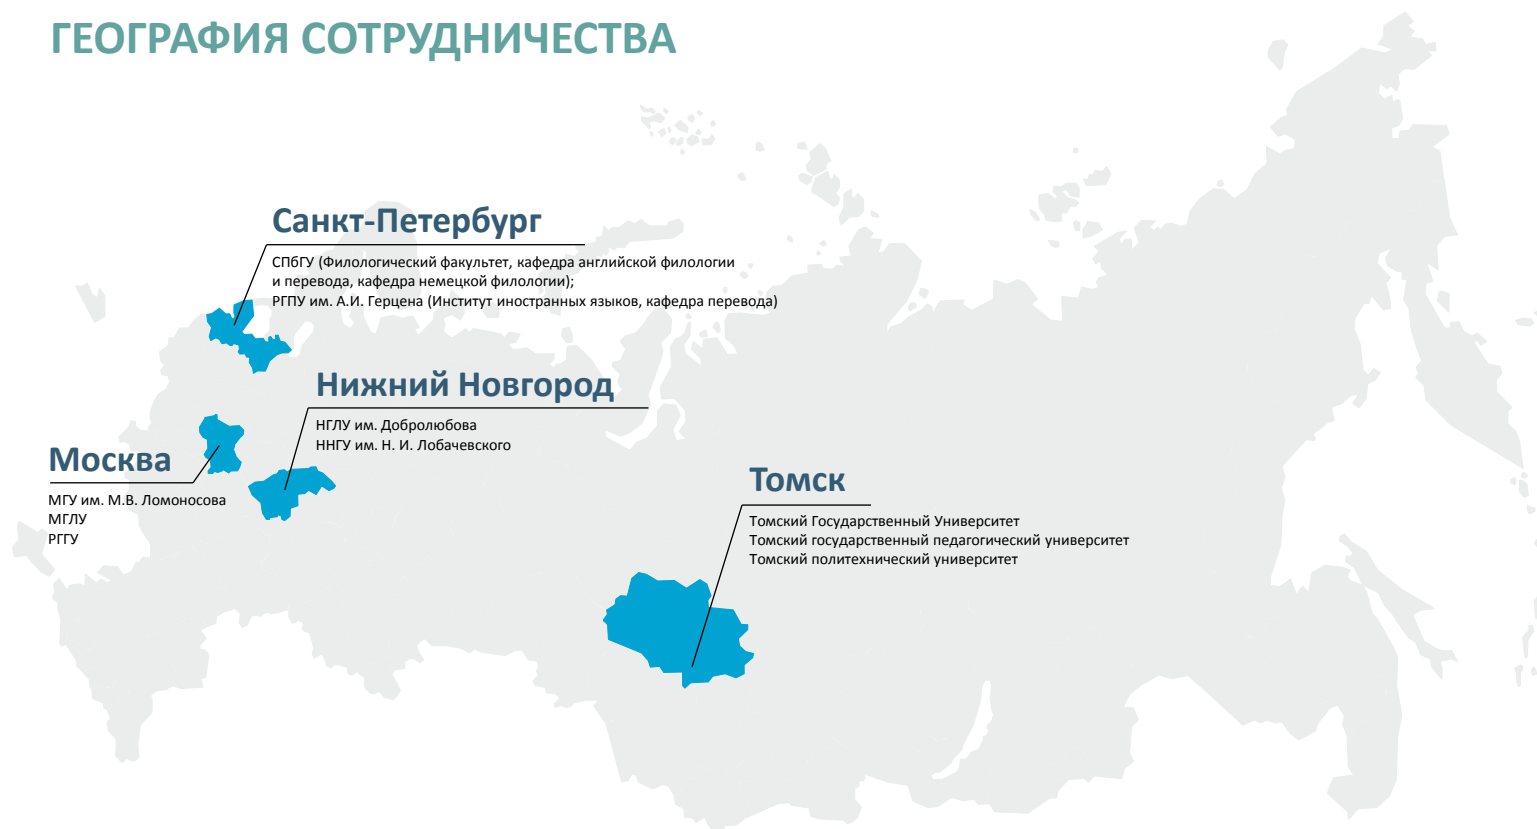 ГЕОГРАФИЯ СОТРУДНИЧЕСТВА
Санкт-Петербург
СПбГУ (Филологический факультет, кафедра английской филологии
и перевода, кафедра немецкой филологии);
РГПУ им. А.И. Герцена (Институт иностранных языков, кафедра перевода)
Нижний Новгород
НГЛУ им. Добролюбова
ННГУ им. Н. И. Лобачевского
Москва
МГУ им. М.В. Ломоносова
МГЛУ
РГГУ
Томск
Томский Государственный Университет
Томский государственный педагогический университет
Томский политехнический университет